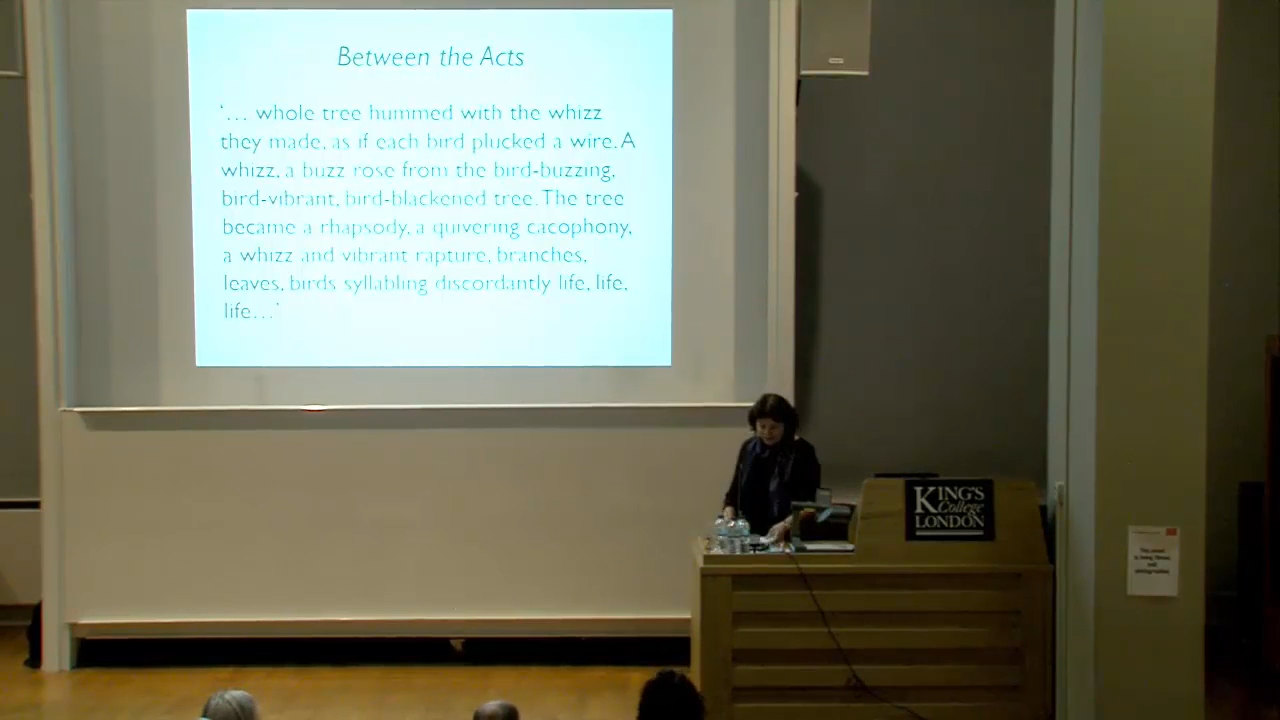 Between the Acts
‘… whole tree hummed with the whizz
they made, as if each bird plucked a wire. A
whizz, a buzz rose from the bird-buzzing,
bird-vibrant, bird-blackened tree. The tree
became a rhapsody, a quivering cacophony,
a whizz and vibrant rapture, branches,
leaves, birds syllabling discordantly life, life,
life…’
KING'S
College
LONDON